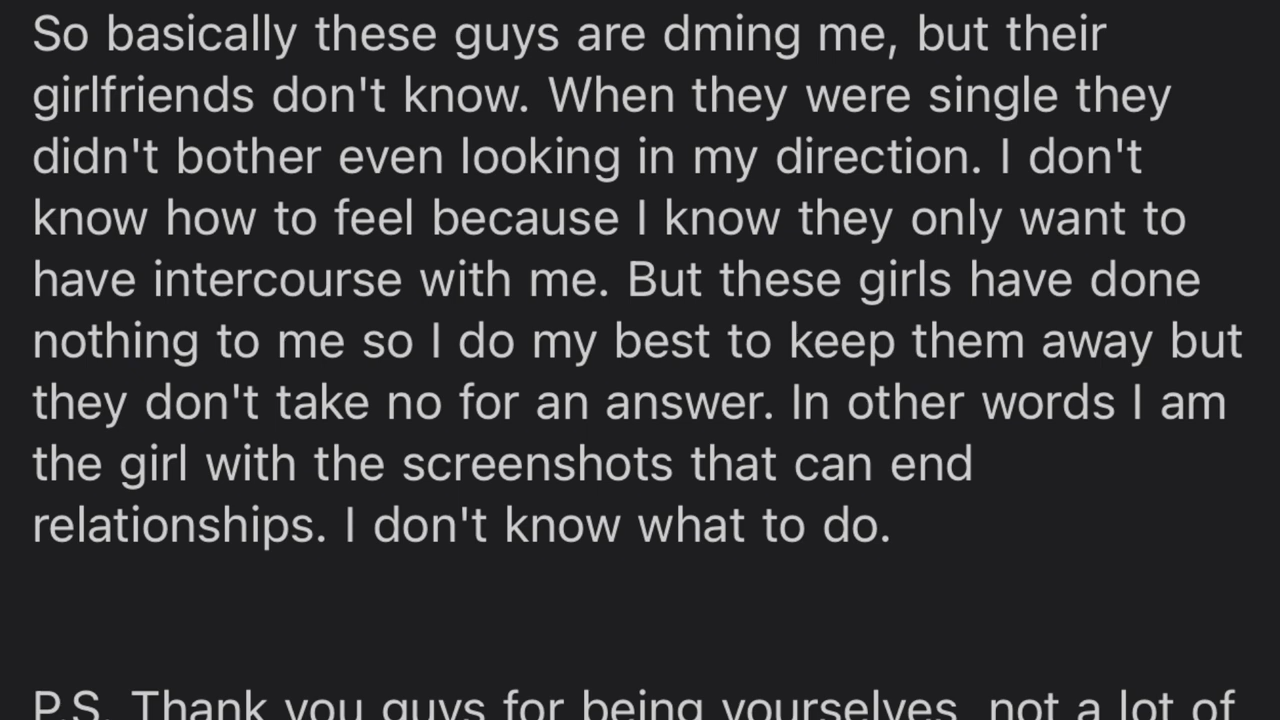 So basically these guys are dming me, but their
girlfriends don't know. When they were single they
didn't bother even looking in my direction. I don't
know how to feel because I know they only want to
have intercourse with me. But these girls have done
nothing to me so I do my best to keep them away but
they don't take no for an answer. In other words I am
the girl with the screenshots that can end
relationships. I don't know what to do.
P.S. Thank you guys for being yourselves, not a lot of